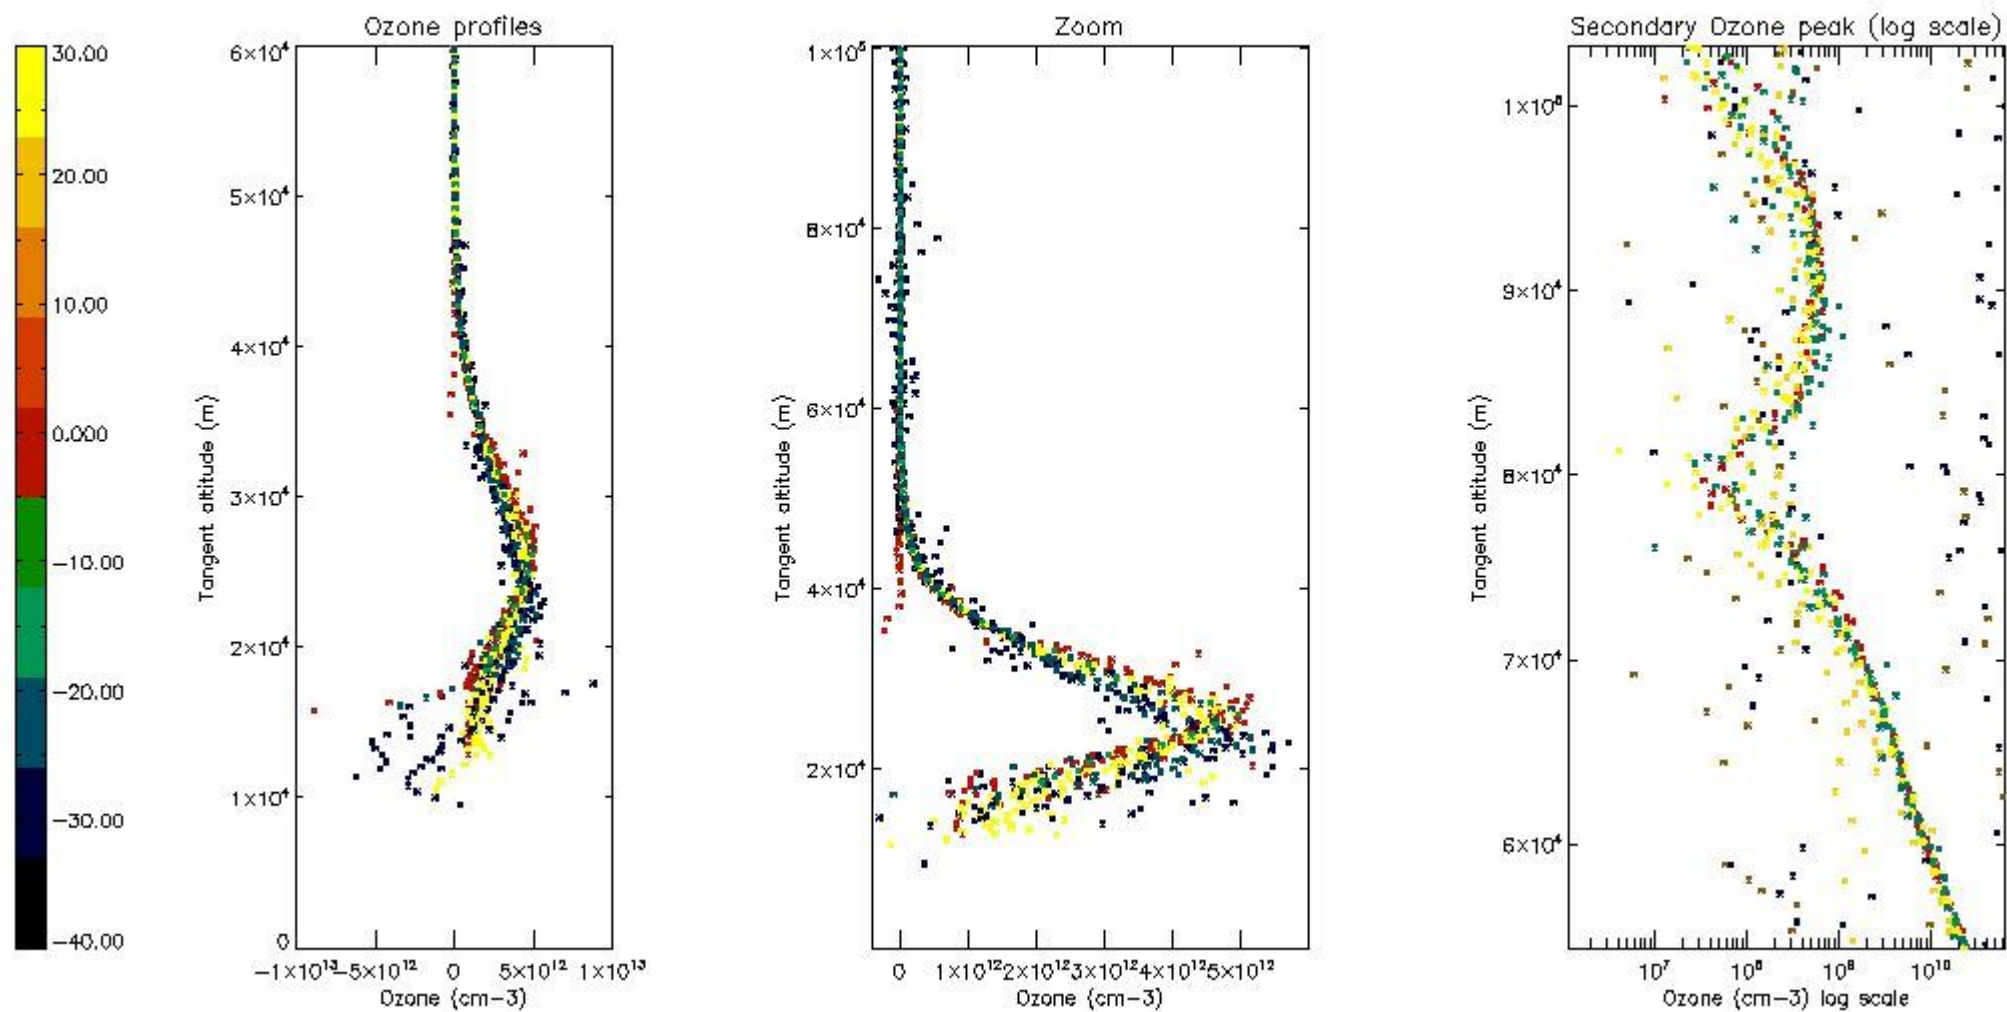 Ozone profiles
Zoom
Secondary Ozone peak (log scale)
30.00
20.00
10.00
0.000
−10.00
−20.00
−30.00
−40.00
6×10⁴
5×10⁴
4×10⁴
3×10⁴
2×10⁴
1×10⁴
0
Tangent altitude (m)
−1×10¹³ −5×10¹² 0 5×10¹² 1×10¹³
Ozone (cm−3)
1×10⁵
8×10⁴
6×10⁴
4×10⁴
2×10⁴
Tangent altitude (m)
0 1×10¹² 2×10¹² 3×10¹² 4×10¹² 5×10¹²
Ozone (cm−3)
1×10⁵
9×10⁴
8×10⁴
7×10⁴
6×10⁴
Tangent altitude (m)
10⁷ 10⁸ 10⁹ 10¹⁰
Ozone (cm−3) log scale